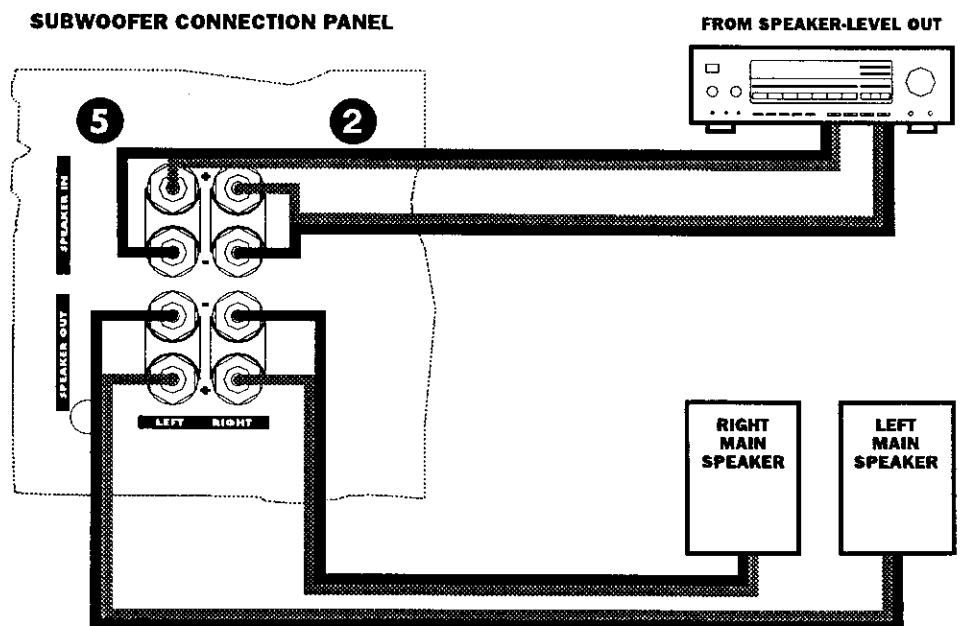 SUBWOOFER CONNECTION PANEL
FROM SPEAKER-LEVEL OUT
5
2
SPEAKER IN
+
-
SPEAKER OUT
-
+
LEFT RIGHT
RIGHT
MAIN
SPEAKER
LEFT
MAIN
SPEAKER